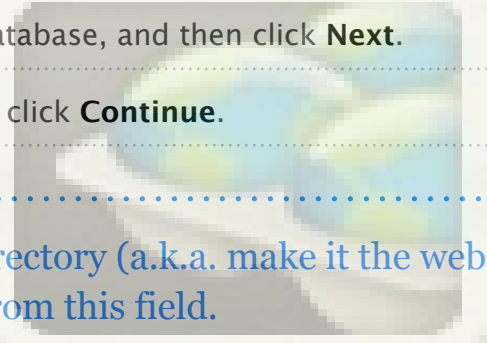 atabase, and then click Next.
click Continue.
rectory (a.k.a. make it the web
rom this field.